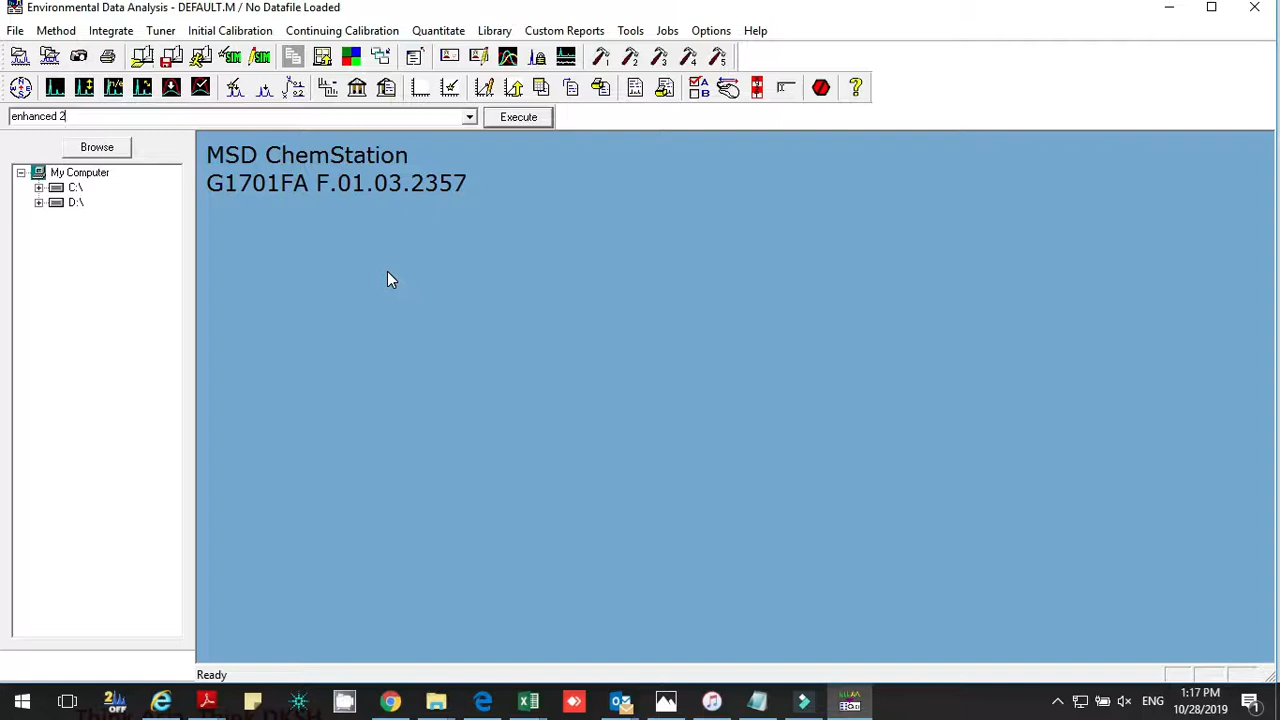 Environmental Data Analysis - DEFAULT.M / No Datafile Loaded
File Method Integrate Tuner Initial Calibration Continuing Calibration Quantitate Library Custom Reports Tools Jobs Options Help
enhanced 2 Execute
Browse
My Computer
C:\
D:\
MSD ChemStation
G1701FA F.01.03.2357
Ready
ENG
1:17 PM
10/28/2019